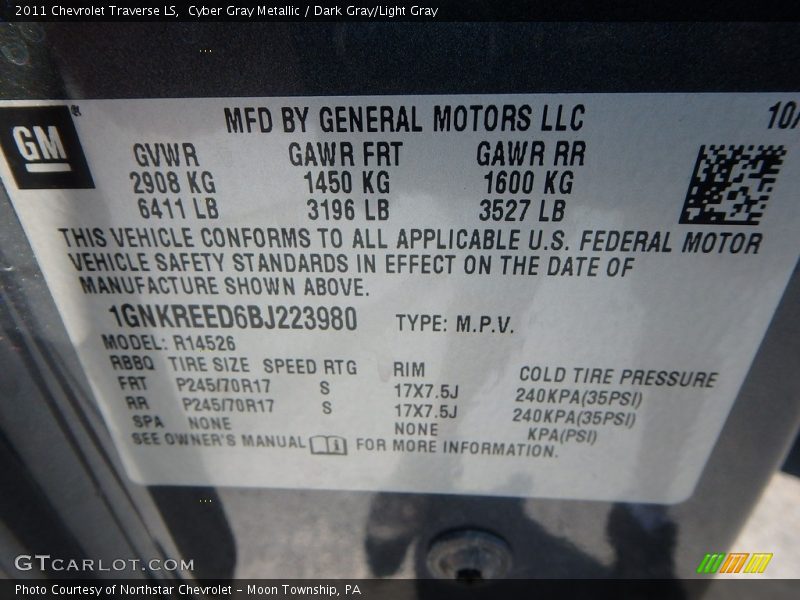 2011 Chevrolet Traverse LS,  Cyber Gray Metallic / Dark Gray/Light Gray
GM
MFD BY GENERAL MOTORS LLC 10/
GVWR GAWR FRT GAWR RR
2908 KG 1450 KG 1600 KG
6411 LB 3196 LB 3527 LB
THIS VEHICLE CONFORMS TO ALL APPLICABLE U.S. FEDERAL MOTOR
VEHICLE SAFETY STANDARDS IN EFFECT ON THE DATE OF
MANUFACTURE SHOWN ABOVE.
1GNKREED6BJ223980 TYPE: M.P.V.
MODEL: R14526
RBBQ TIRE SIZE SPEED RTG RIM COLD TIRE PRESSURE
FRT P245/70R17 S 17X7.5J 240KPA(35PSI)
RR P245/70R17 S 17X7.5J 240KPA(35PSI)
SPA NONE NONE KPA(PSI)
SEE OWNER'S MANUAL FOR MORE INFORMATION.
GTCARLOT.COM
Photo Courtesy of Northstar Chevrolet - Moon Township, PA